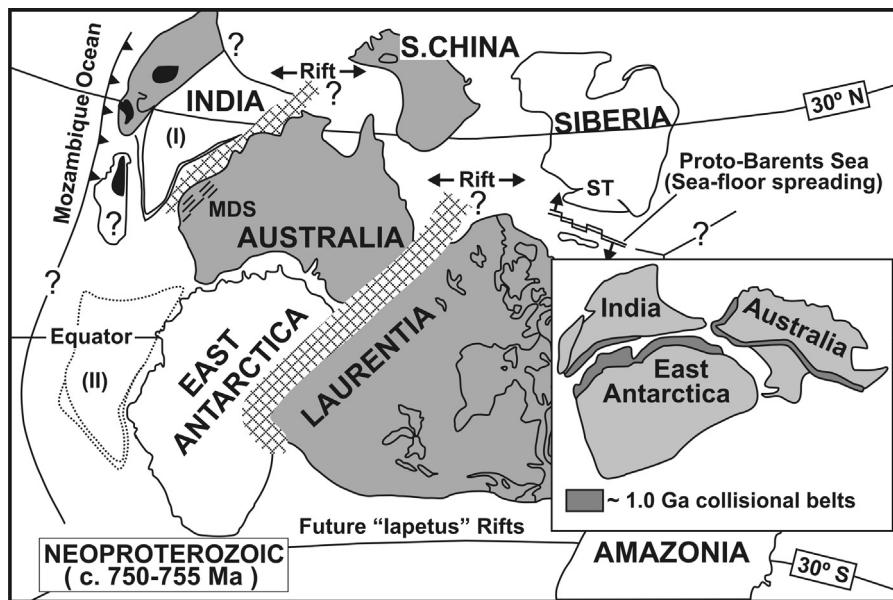 S.CHINA
?
Rift
?
INDIA
30º N
Mozambique Ocean
(I)
SIBERIA
Proto-Barents Sea
(Sea-floor spreading)
ST
Rift
?
?
MDS
?
AUSTRALIA
?
Equator
(II)
EAST
ANTARCTICA
LAURENTIA
India
Australia
East
Antarctica
~ 1.0 Ga collisional belts
Future “Iapetus” Rifts
NEOPROTEROZOIC
( c. 750-755 Ma )
AMAZONIA
30º S